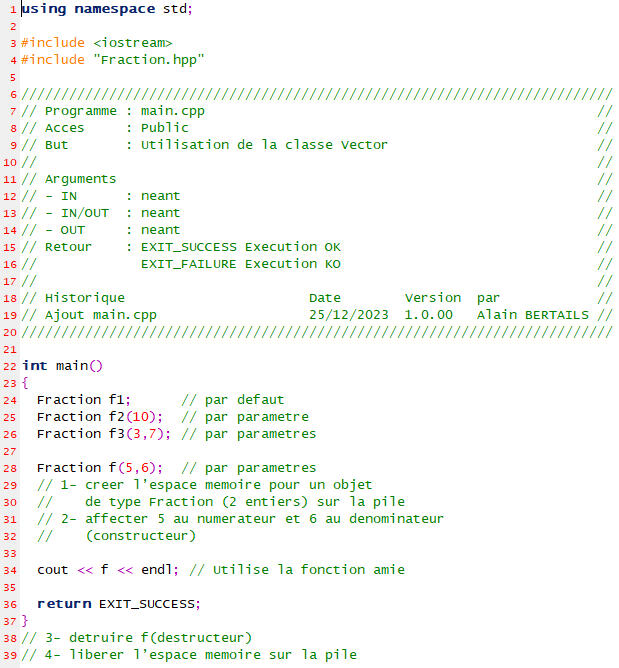 1 using namespace std;
2
3 #include <iostream>
4 #include "Fraction.hpp"
5
6 //////////////////////////////////////////////////////////////////////////
7 // Programme : main.cpp                                                 //
8 // Acces     : Public                                                   //
9 // But       : Utilisation de la classe Vector                          //
10 //                                                                      //
11 // Arguments                                                            //
12 // - IN      : neant                                                    //
13 // - IN/OUT  : neant                                                    //
14 // - OUT     : neant                                                    //
15 // Retour    : EXIT_SUCCESS Execution OK                                //
16 //             EXIT_FAILURE Execution KO                                //
17 //                                                                      //
18 // Historique                       Date        Version  par            //
19 // Ajout main.cpp                   25/12/2023  1.0.00   Alain BERTAILS //
20 //////////////////////////////////////////////////////////////////////////
21
22 int main()
23 {
24   Fraction f1;      // par defaut
25   Fraction f2(10);  // par parametre
26   Fraction f3(3,7); // par parametres
27
28   Fraction f(5,6);  // par parametres
29   // 1- creer l'espace memoire pour un objet
30   //    de type Fraction (2 entiers) sur la pile
31   // 2- affecter 5 au numerateur et 6 au denominateur
32   //    (constructeur)
33
34   cout << f << endl; // Utilise la fonction amie
35
36   return EXIT_SUCCESS;
37 }
38 // 3- detruire f(destructeur)
39 // 4- liberer l'espace memoire sur la pile